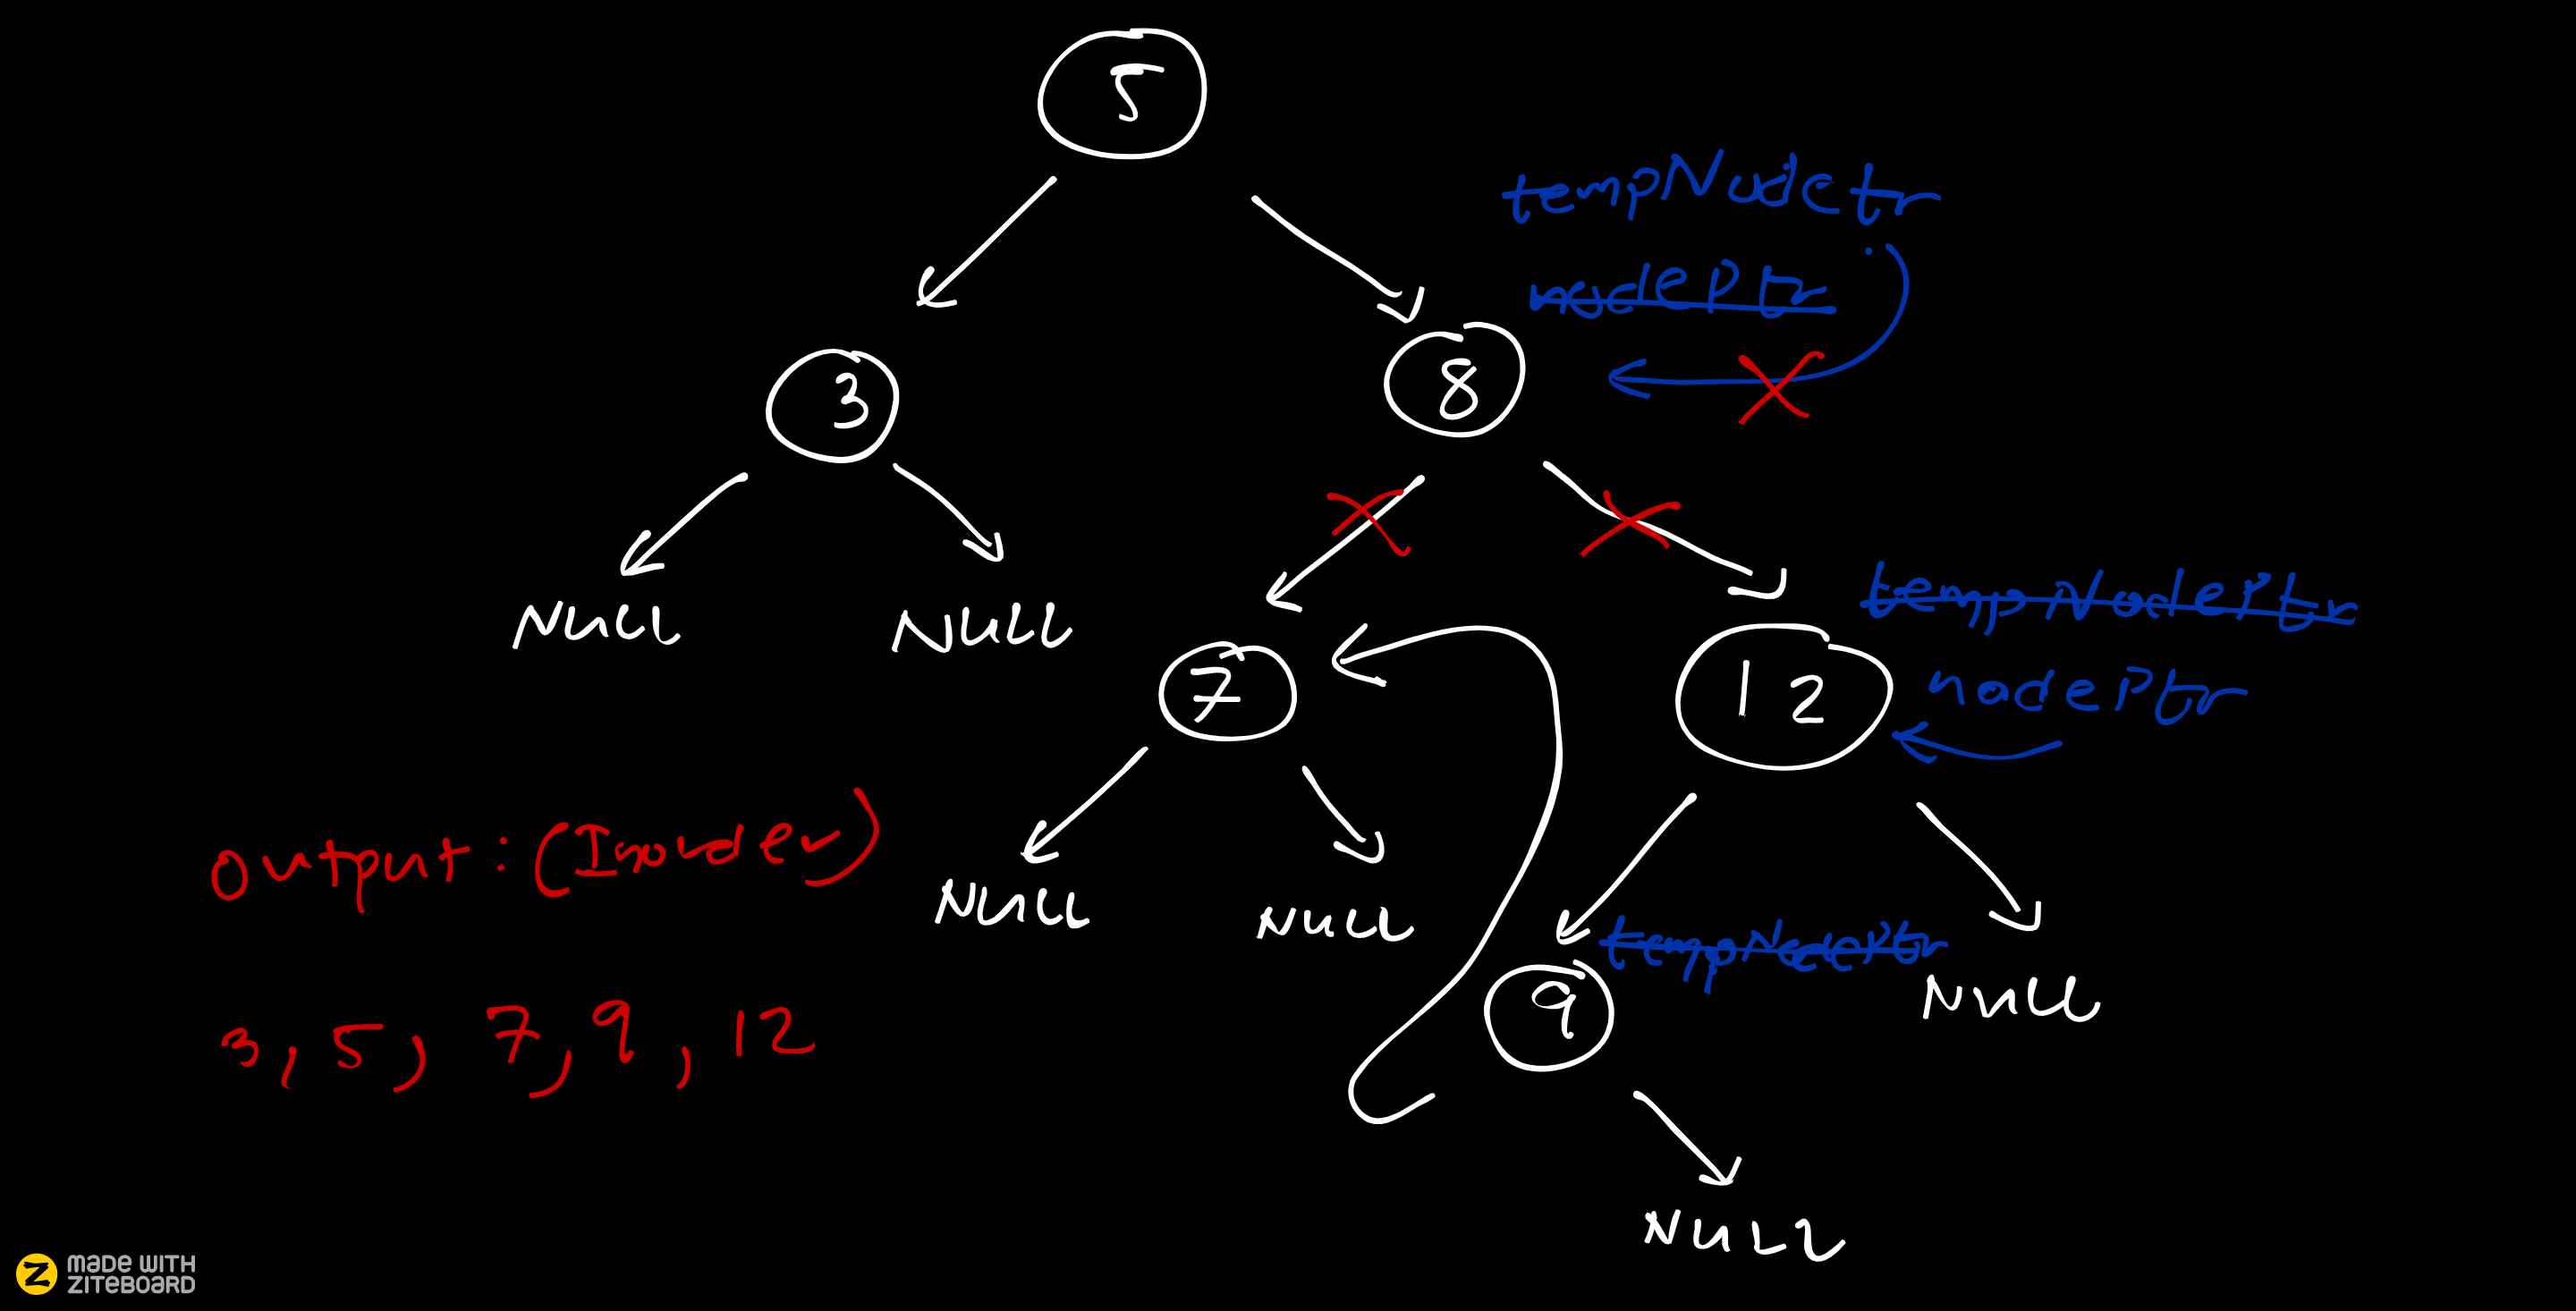 5
tempNodetr
nodePtr
3
8
NULL
NULL
tempNodePtr
7
12
nodePtr
output: (Inorder)
NULL
NULL
tempNodePtr
9
NULL
3, 5, 7, 9, 12
NULL
Z MADE WITH
ZITEBOARD